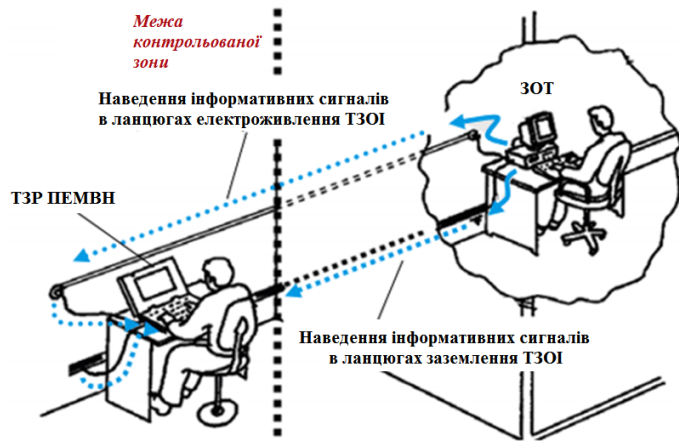 Межа
контрольованої
зони
Наведення інформативних сигналів
в ланцюгах електроживлення ТЗОІ
ЗОТ
ТЗР ПЕМВН
Наведення інформативних сигналів
в ланцюгах заземлення ТЗОІ